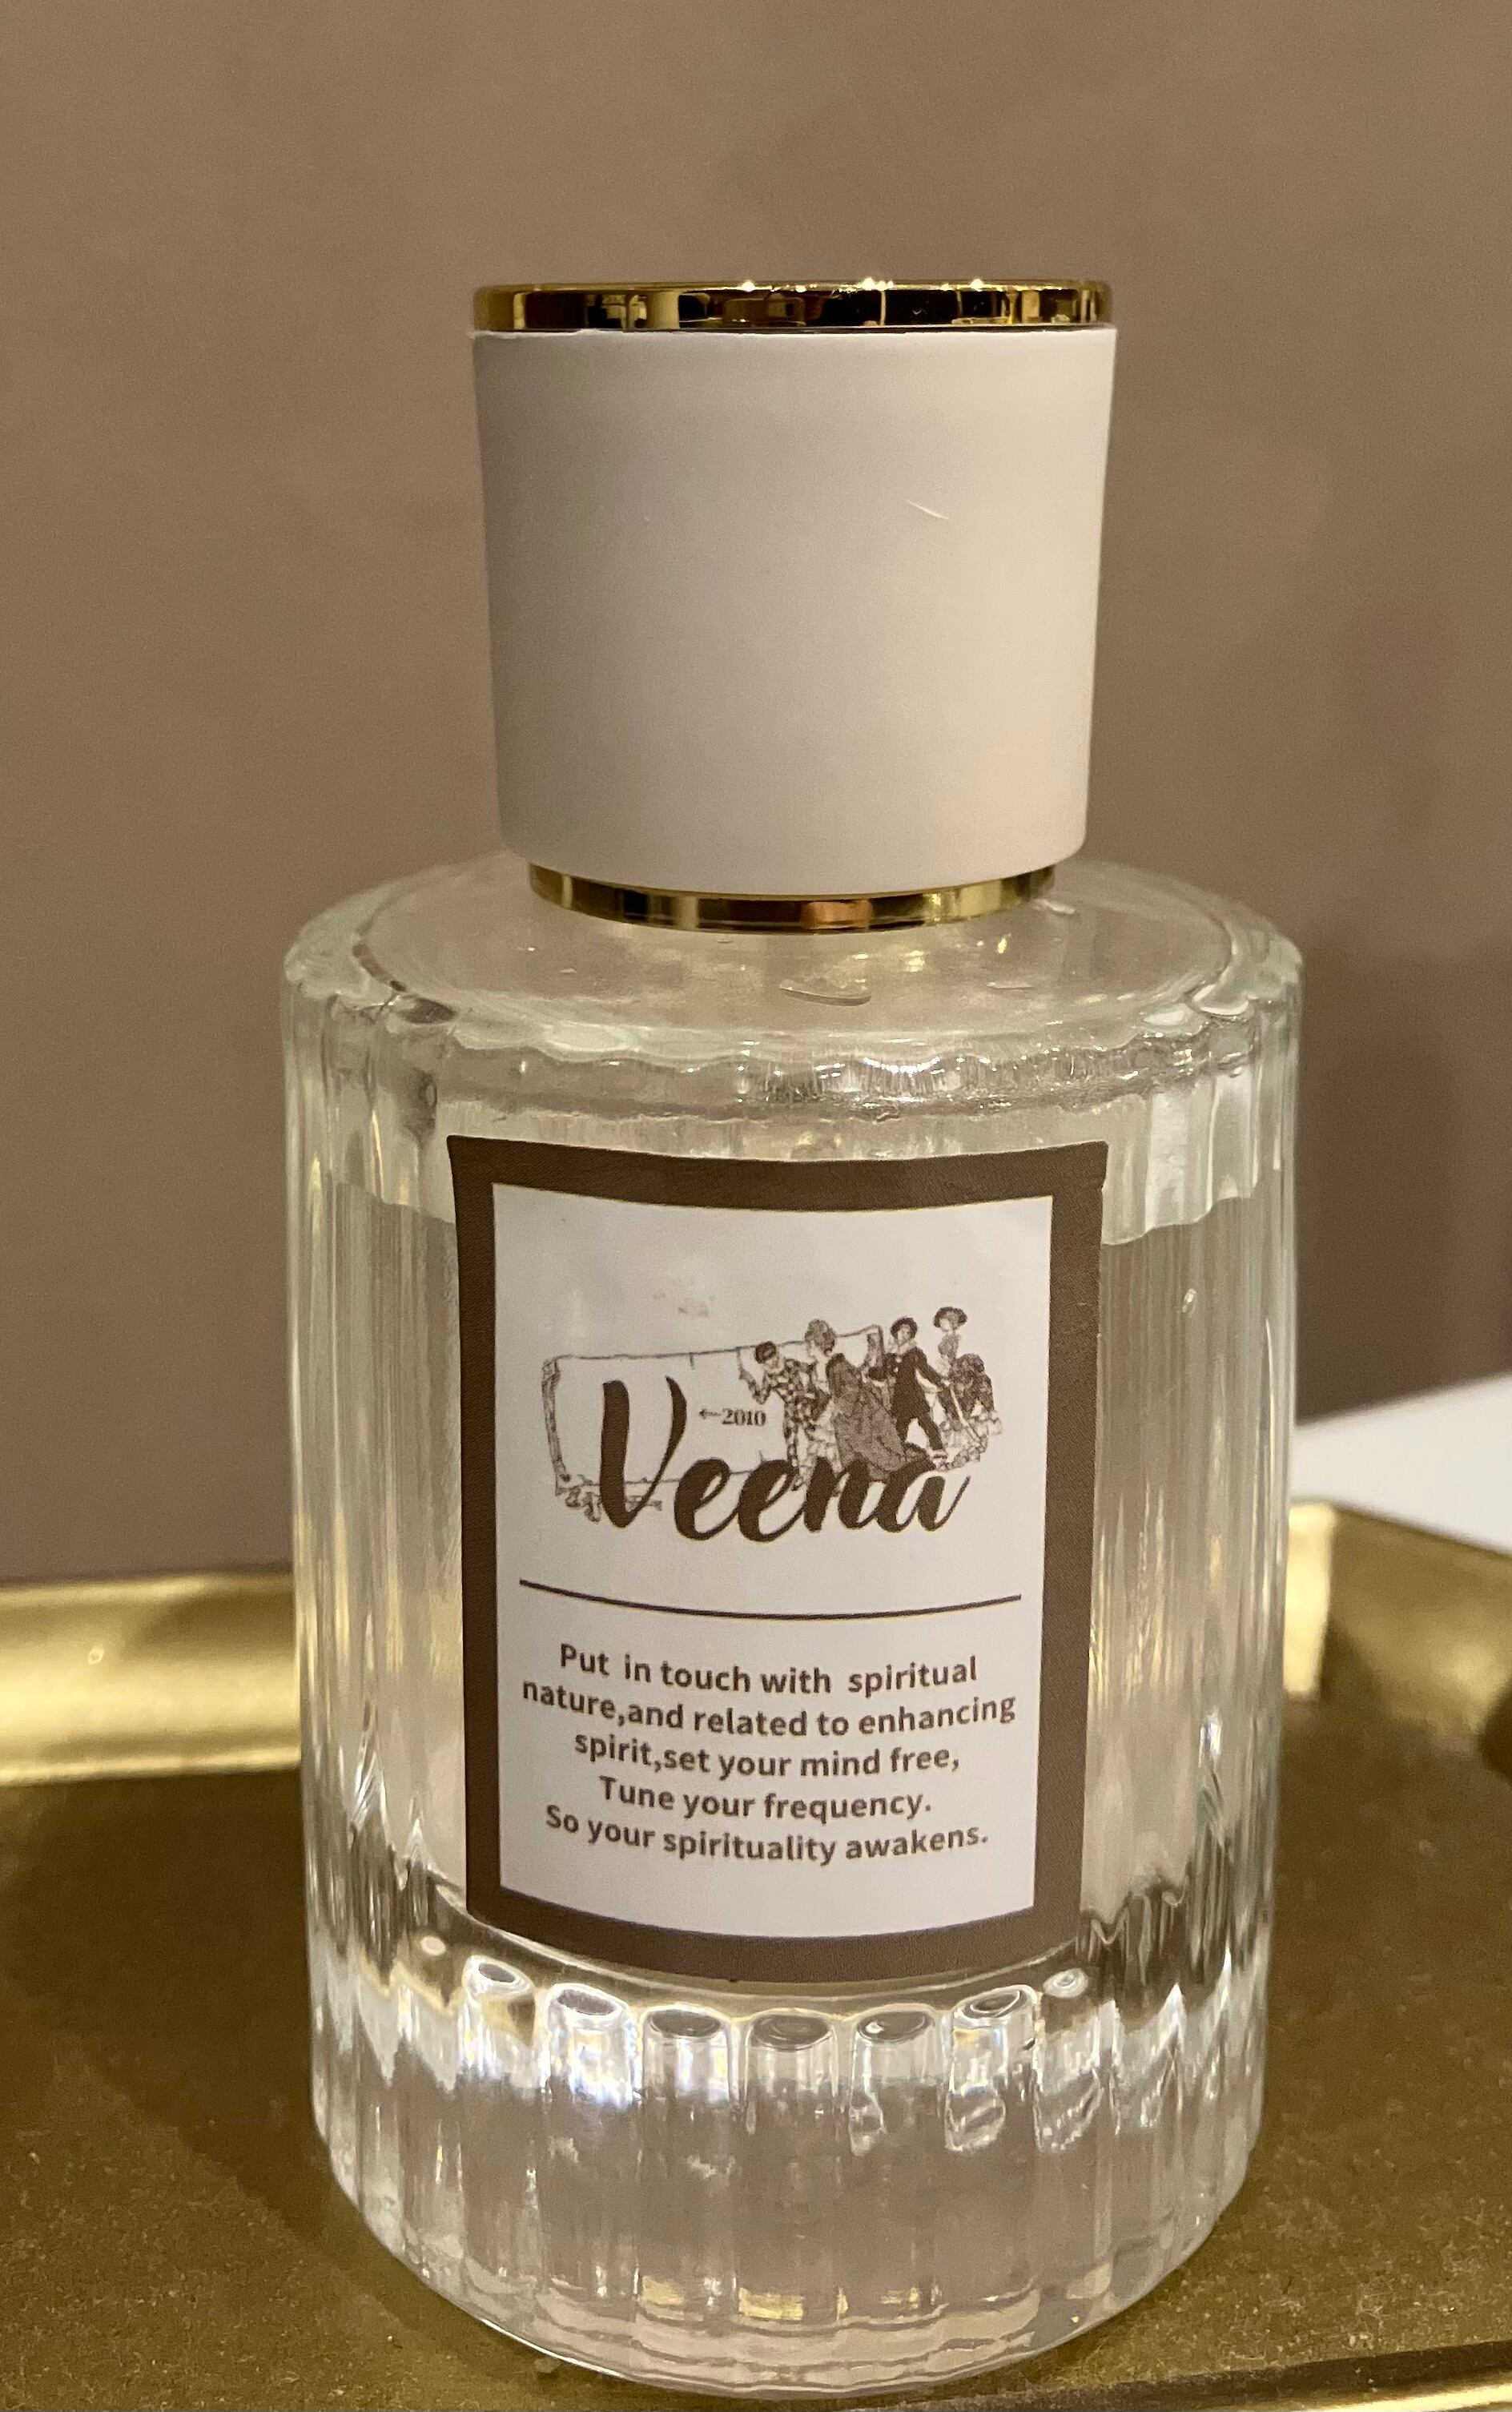 ←2010
Veena
Put in touch with spiritual
nature,and related to enhancing
spirit,set your mind free,
Tune your frequency.
So your spirituality awakens.